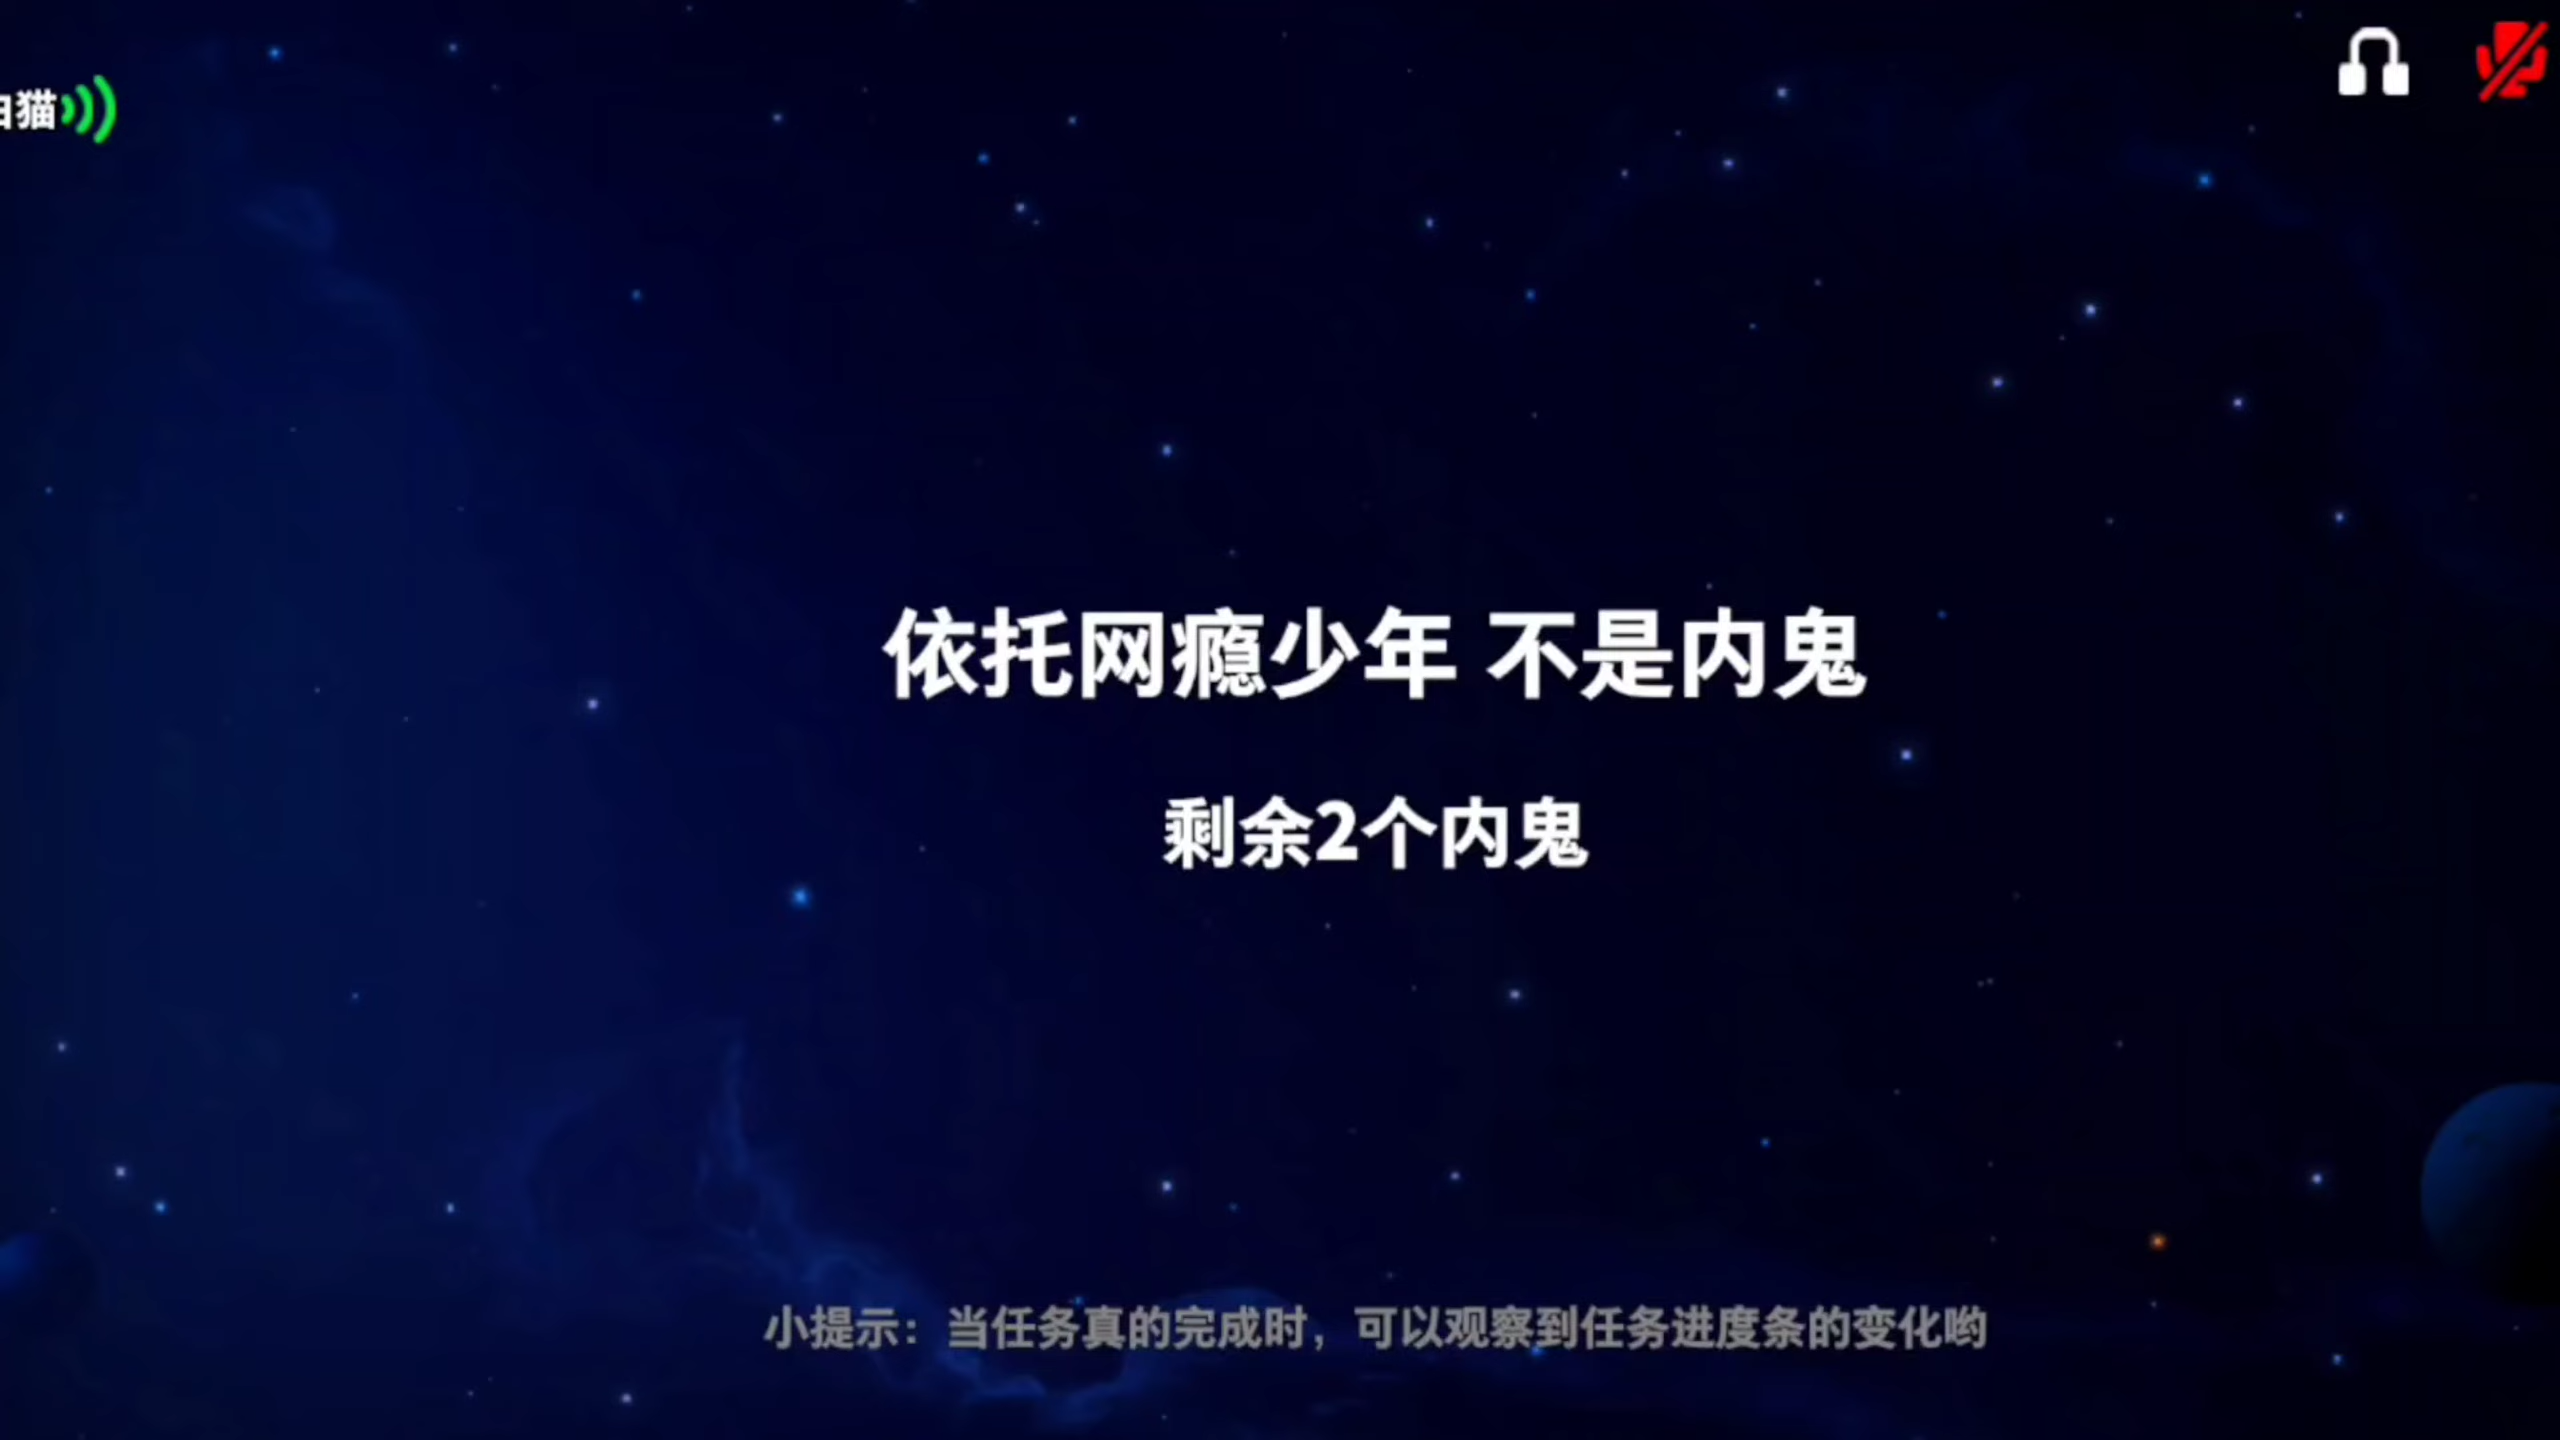 白猫
依托网瘾少年 不是内鬼
剩余2个内鬼
小提示：当任务真的完成时，可以观察到任务进度条的变化哟